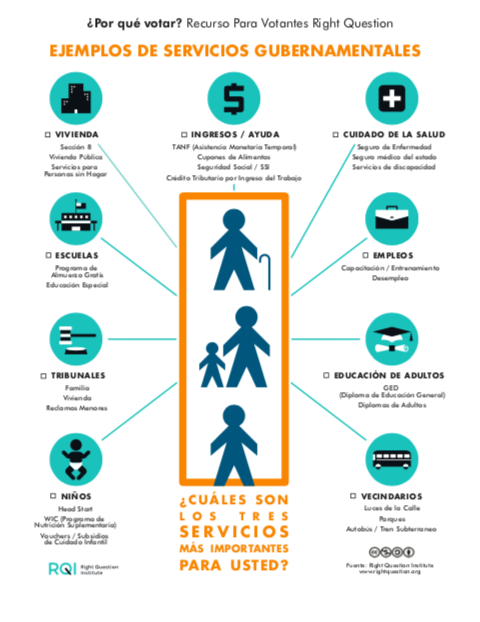 ¿Por qué votar? Recurso Para Votantes Right Question
EJEMPLOS DE SERVICIOS GUBERNAMENTALES
VIVIENDA
Sección 8
Vivienda Pública
Servicios para
Personas sin Hogar
INGRESOS / AYUDA
TANF (Asistencia Monetaria Temporal)
Cupones de Alimentos
Seguridad Social / SSI
Crédito Tributario por Ingreso del Trabajo
CUIDADO DE LA SALUD
Seguro de Enfermedad
Seguro médico del estado
Servicios de discapacidad
ESCUELAS
Programa de
Almuerzo Gratis
Educación Especial
EMPLEOS
Capacitación / Entrenamiento
Desempleo
TRIBUNALES
Familia
Vivienda
Reclamos Menores
EDUCACIÓN DE ADULTOS
GED
(Diploma de Educación General)
Diplomas de Adultos
NIÑOS
Head Start
WIC (Programa de
Nutrición Suplementaria)
Vouchers / Subsidios
de Cuidado Infantil
VECINDARIOS
Luces de la Calle
Parques
Autobús / Tren Subterraneo
¿CUÁLES SON
LOS TRES
SERVICIOS
MÁS IMPORTANTES
PARA USTED?
RQI Right Question
Institute
Fuente: Right Question Institute
www.rightquestion.org